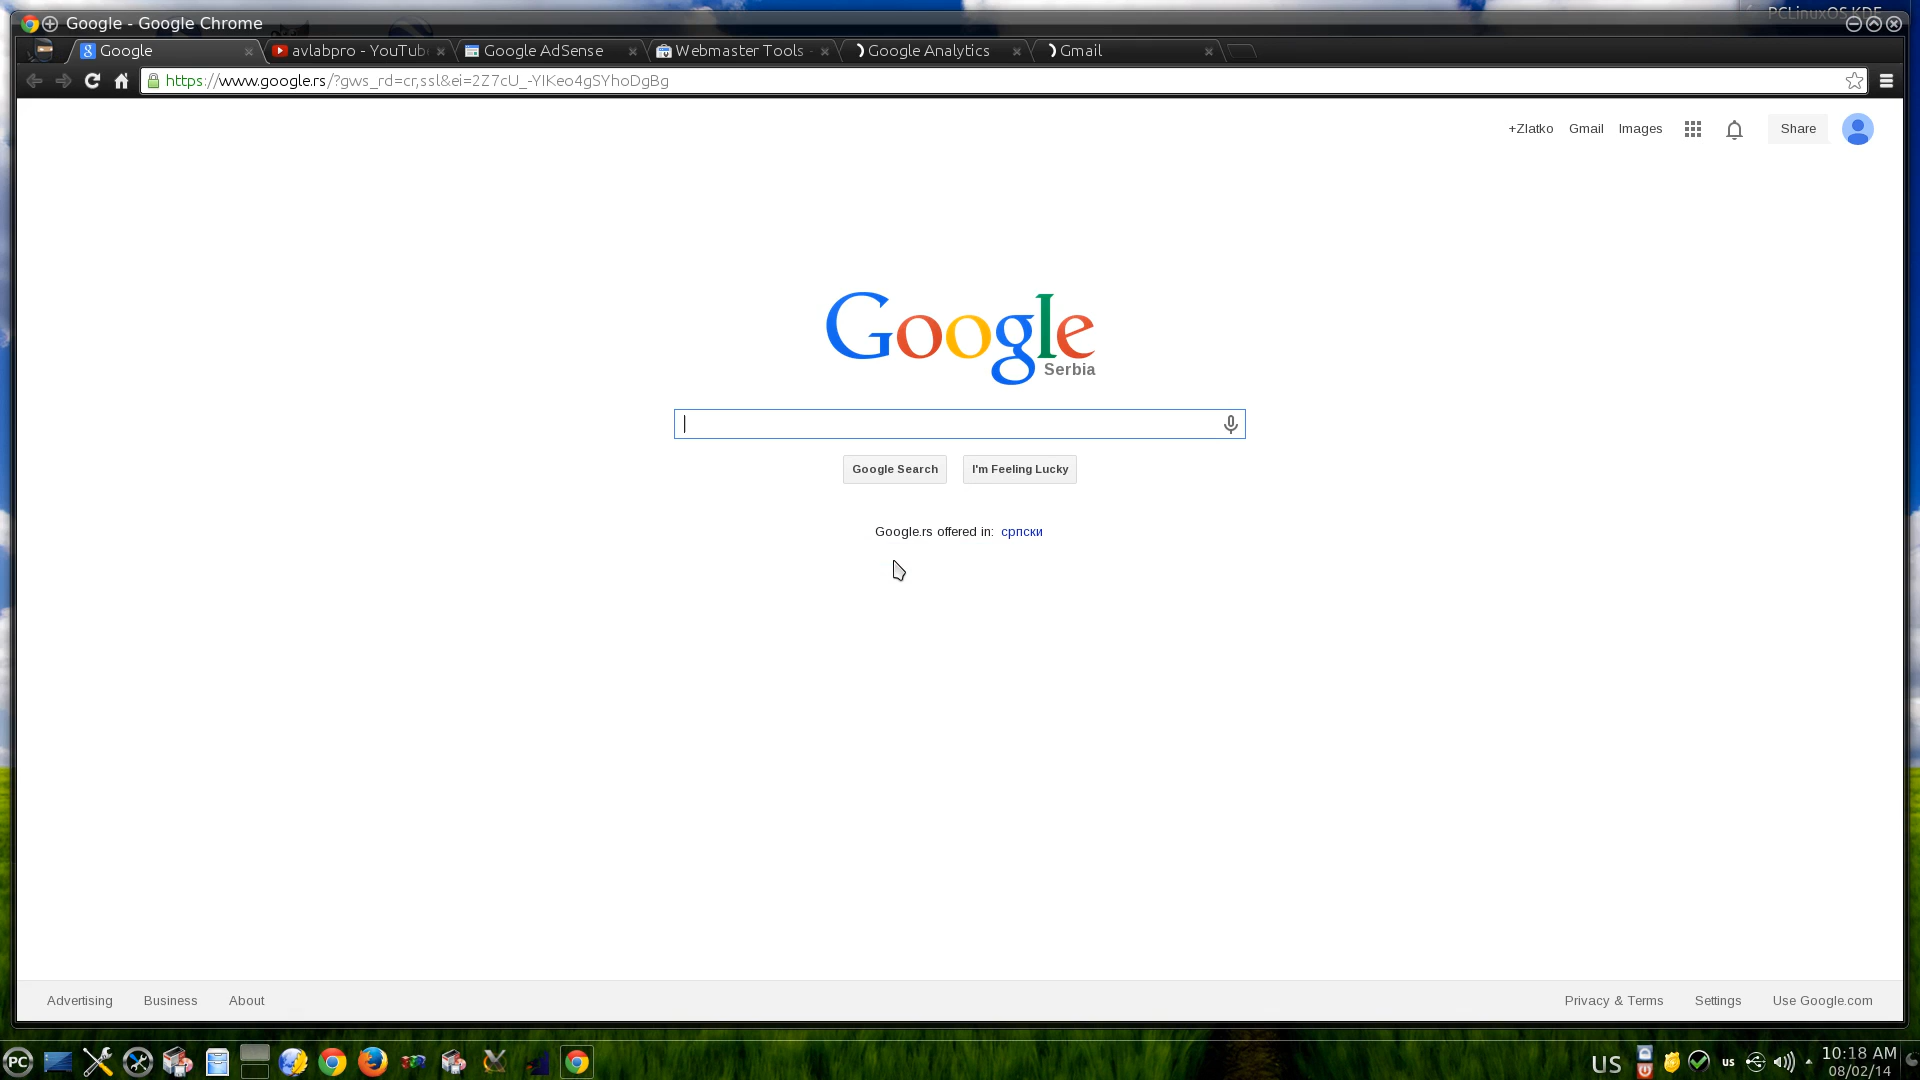 PCLinuxOS KDE
Google - Google Chrome
Google
avlabpro - YouTub
Google AdSense
Webmaster Tools -
Google Analytics
Gmail
https://www.google.rs/?gws_rd=cr,ssl&ei=2Z7cU_-YIKeo4gSYhoDgBg
+Zlatko Gmail Images Share
Google
Serbia
Google Search I'm Feeling Lucky
Google.rs offered in: српски
Advertising Business About Privacy & Terms Settings Use Google.com
PC US us 10:18 AM
08/02/14